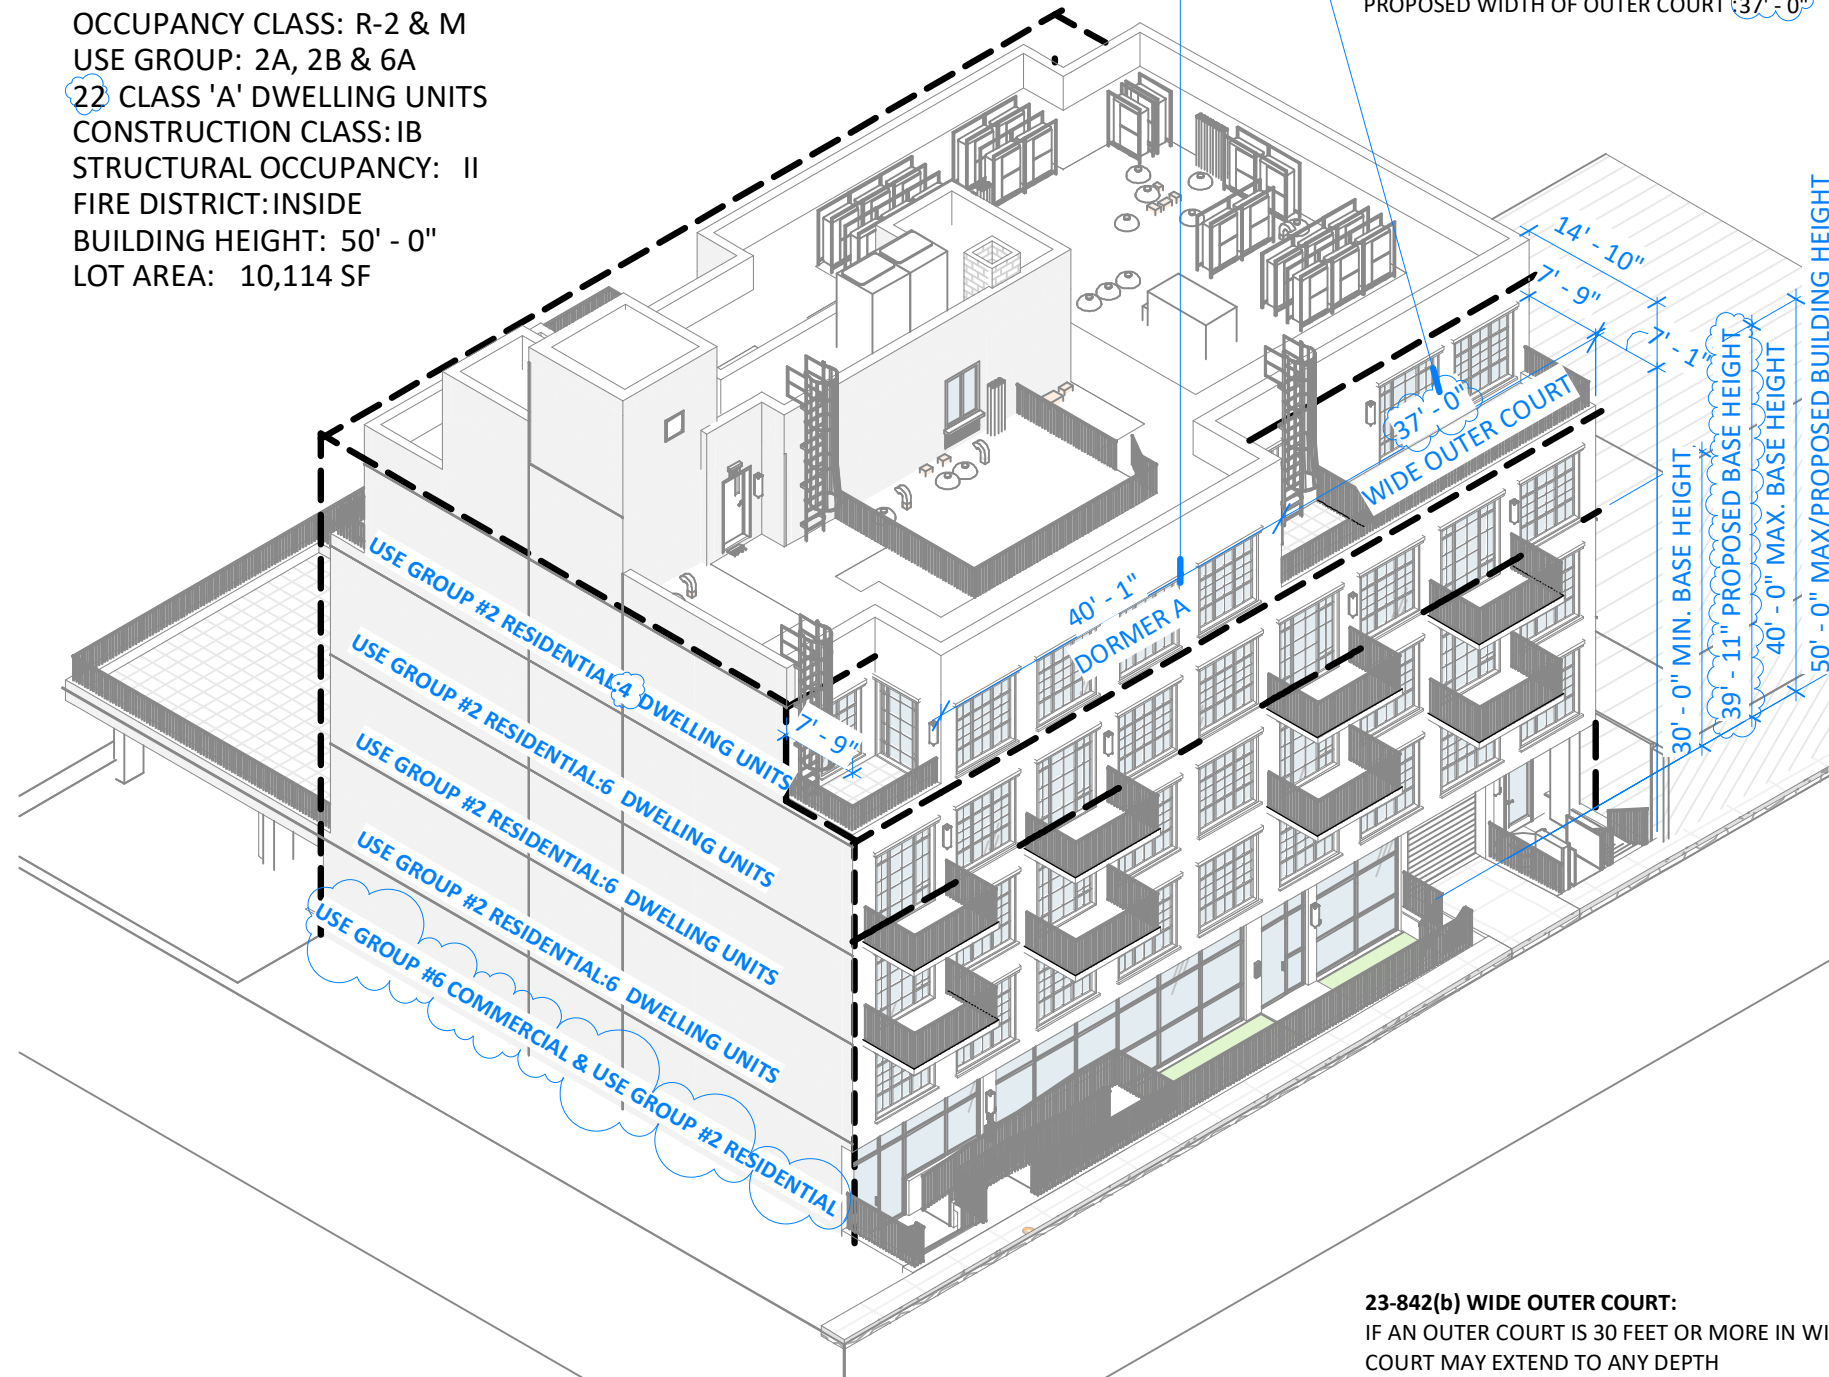 PROPOSED WIDTH OF OUTER COURT :37' - 0"
OCCUPANCY CLASS: R-2 & M
USE GROUP: 2A, 2B & 6A
22 CLASS 'A' DWELLING UNITS
CONSTRUCTION CLASS: IB
STRUCTURAL OCCUPANCY: II
FIRE DISTRICT: INSIDE
BUILDING HEIGHT: 50' - 0"
LOT AREA: 10,114 SF
14' - 10"
7' - 9"
7' - 1"
37' - 0"
WIDE OUTER COURT
30' - 0" MIN. BASE HEIGHT
39' - 11" PROPOSED BASE HEIGHT
40' - 0" MAX. BASE HEIGHT
50' - 0" MAX/PROPOSED BUILDING HEIGHT
40' - 1"
DORMER A
7' - 9"
USE GROUP #2 RESIDENTIAL:4 DWELLING UNITS
USE GROUP #2 RESIDENTIAL:6 DWELLING UNITS
USE GROUP #2 RESIDENTIAL:6 DWELLING UNITS
USE GROUP #2 RESIDENTIAL:6 DWELLING UNITS
USE GROUP #6 COMMERCIAL & USE GROUP #2 RESIDENTIAL
23-842(b) WIDE OUTER COURT:
IF AN OUTER COURT IS 30 FEET OR MORE IN WI
COURT MAY EXTEND TO ANY DEPTH